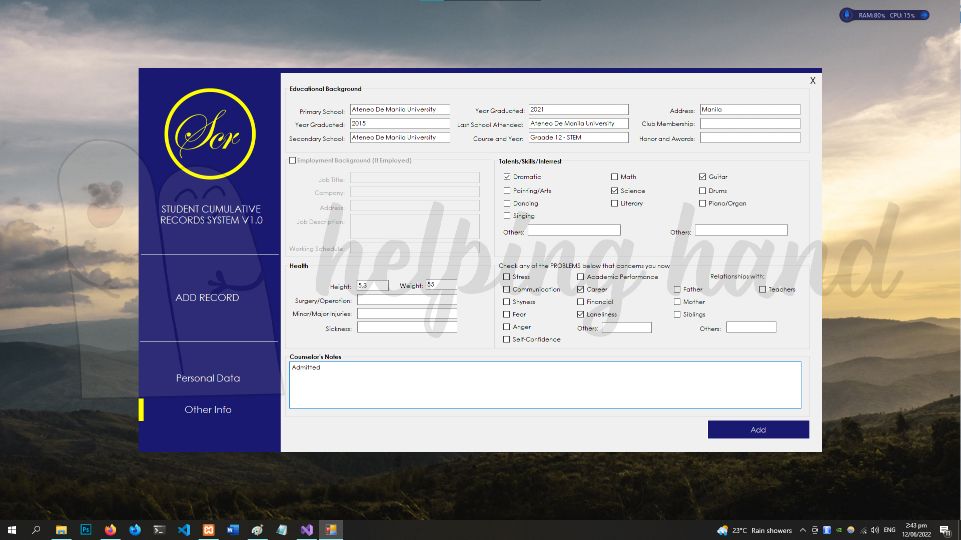 RAM:80% CPU:15%
X
Scr
STUDENT CUMULATIVE
RECORDS SYSTEM V1.0
ADD RECORD
Personal Data
Other Info
Educational Background
Primary School: Ateneo De Manila University Year Graduated: 2021 Address: Manila
Year Graduated: 2015 Last School Attended: Ateneo De Manila University Club Membership:
Secondary School: Ateneo De Manila University Course and Year: Graade 12 - STEM Honor and Awards:
Employment Background (If Employed)
Job Title:
Company:
Address:
Job Description:
Working Schedule:
Talents/Skills/Interest
Dramatic Math Guitar
Painting/Arts Science Drums
Dancing Literary Piano/Organ
Singing
Others: Others:
helping hand
Health
Height: 5,3 Weight: 55
Surgery/Operation:
Minor/Major Injuries:
Sickness:
Check any of the PROBLEMS below that concerns you now
Stress Academic Performance Relationships with:
Communication Career Father Teachers
Shyness Financial Mother
Fear Loneliness Siblings
Anger Others: Others:
Self-Confidence
Counselor's Notes
Admitted
Add
23°C Rain showers ENG 2:43 pm
12/06/2022